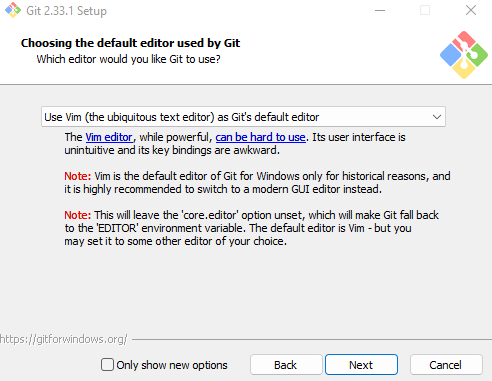 Git 2.33.1 Setup
Choosing the default editor used by Git
Which editor would you like Git to use?
Use Vim (the ubiquitous text editor) as Git's default editor
The Vim editor, while powerful, can be hard to use. Its user interface is
unintuitive and its key bindings are awkward.
Note: Vim is the default editor of Git for Windows only for historical reasons, and
it is highly recommended to switch to a modern GUI editor instead.
Note: This will leave the 'core.editor' option unset, which will make Git fall back
to the 'EDITOR' environment variable. The default editor is Vim - but you
may set it to some other editor of your choice.
https://gitforwindows.org/
Only show new options
Back
Next
Cancel